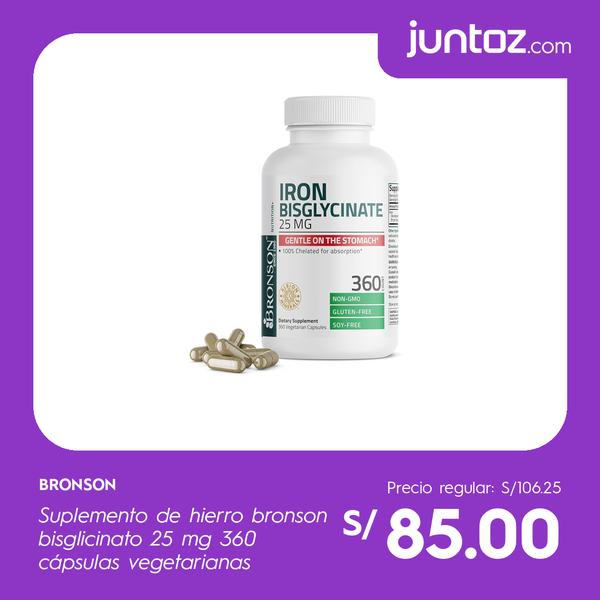 juntoz.com
IRON
BISGLYCINATE
25 MG
GENTLE ON THE STOMACH*
• 100% Chelated for absorption*
BRONSON
NUTRITION+
360
NON-GMO
GLUTEN-FREE
SOY-FREE
Dietary Supplement
360 Vegetarian Capsules
BRONSON
Precio regular: S/106.25
Suplemento de hierro bronson
bisglicinato 25 mg 360
cápsulas vegetarianas
S/85.00